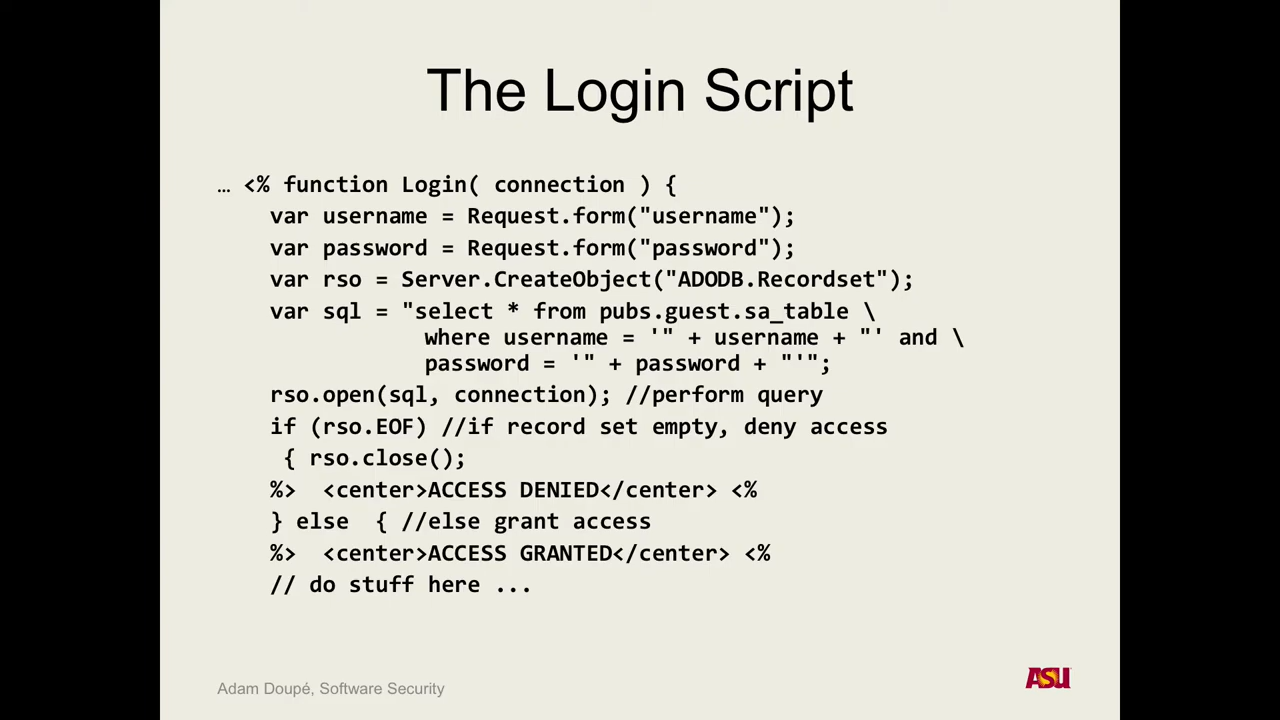 The Login Script
… <% function Login( connection ) {
var username = Request.form("username");
var password = Request.form("password");
var rso = Server.CreateObject("ADODB.Recordset");
var sql = "select * from pubs.guest.sa_table \
where username = '" + username + "' and \
password = '" + password + "'";
rso.open(sql, connection); //perform query
if (rso.EOF) //if record set empty, deny access
{ rso.close();
%>  <center>ACCESS DENIED</center> <%
} else  { //else grant access
%>  <center>ACCESS GRANTED</center> <%
// do stuff here ...
Adam Doupé, Software Security
ASU